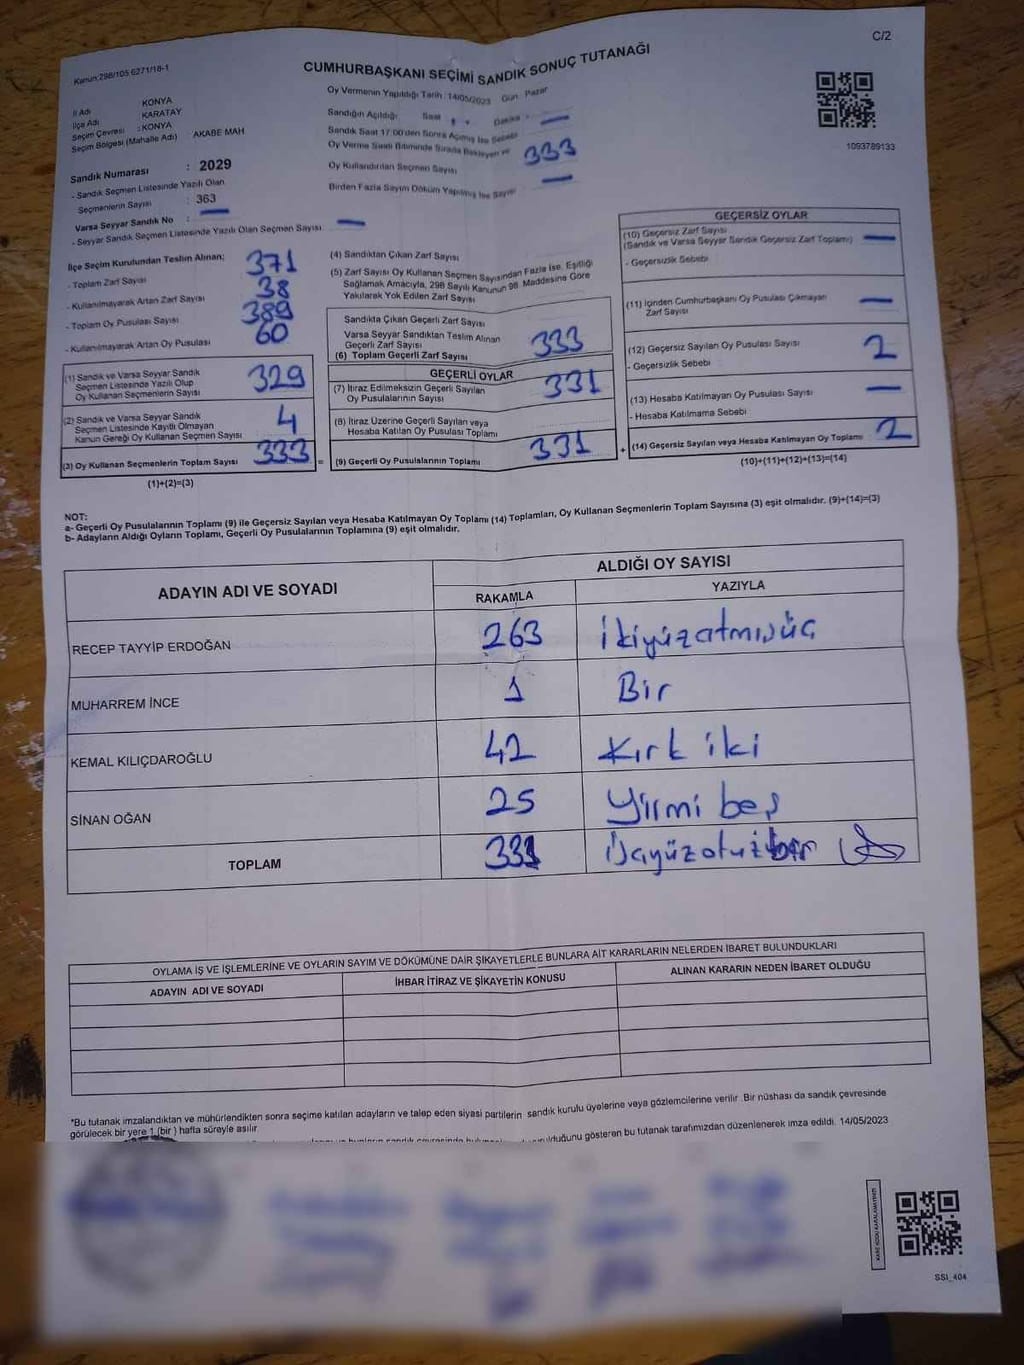 C/2
Kanun:298/105 6271/18-1
CUMHURBAŞKANI SEÇİMİ SANDIK SONUÇ TUTANAĞI
Oy Vermenin Yapıldığı Tarih : 14/05/2023 Gün : Pazar
İl Adı KONYA
İlçe Adı KARATAY
Seçim Çevresi : KONYA
Seçim Bölgesi (Mahalle Adı) AKABE MAH
Sandığın Açıldığı Saat : Dakika : —
Sandık Saat 17:00'den Sonra Açılmış İse Sebebi
Oy Verme Saati Bitiminde Sırada Bekleyen ve
Oy Kullandırılan Seçmen Sayısı 333
Birden Fazla Sayım Döküm Yapılmış İse Sayısı —
1093789133
Sandık Numarası : 2029
- Sandık Seçmen Listesinde Yazılı Olan
Seçmenlerin Sayısı : 363
Varsa Seyyar Sandık No : —
- Seyyar Sandık Seçmen Listesinde Yazılı Olan Seçmen Sayısı —
İlçe Seçim Kurulundan Teslim Alınan;
- Toplam Zarf Sayısı 371
- Kullanılmayarak Artan Zarf Sayısı 38
- Toplam Oy Pusulası Sayısı 389
- Kullanılmayarak Artan Oy Pusulası 60
(1) Sandık ve Varsa Seyyar Sandık
Seçmen Listesinde Yazılı Olup
Oy Kullanan Seçmenlerin Sayısı 329
(2) Sandık ve Varsa Seyyar Sandık
Seçmen Listesinde Kayıtlı Olmayan
Kanun Gereği Oy Kullanan Seçmen Sayısı 4
(3) Oy Kullanan Seçmenlerin Toplam Sayısı 333 =
(1)+(2)=(3)
(4) Sandıktan Çıkan Zarf Sayısı
(5) Zarf Sayısı Oy Kullanan Seçmen Sayısından Fazla İse, Eşitliği
Sağlamak Amacıyla, 298 Sayılı Kanunun 98. Maddesine Göre
Yakılarak Yok Edilen Zarf Sayısı
Sandıkta Çıkan Geçerli Zarf Sayısı
Varsa Seyyar Sandıktan Teslim Alınan
Geçerli Zarf Sayısı
(6) Toplam Geçerli Zarf Sayısı 333
GEÇERLİ OYLAR
(7) İtiraz Edilmeksizin Geçerli Sayılan
Oy Pusulalarının Sayısı 331
(8) İtiraz Üzerine Geçerli Sayılan veya
Hesaba Katılan Oy Pusulası Toplamı
(9) Geçerli Oy Pusulalarının Toplamı 331 +
GEÇERSİZ OYLAR
(10) Geçersiz Zarf Sayısı
(Sandık ve Varsa Seyyar Sandık Geçersiz Zarf Toplamı) —
- Geçersizlik Sebebi
(11) İçinden Cumhurbaşkanı Oy Pusulası Çıkmayan
Zarf Sayısı —
(12) Geçersiz Sayılan Oy Pusulası Sayısı 2
- Geçersizlik Sebebi
(13) Hesaba Katılmayan Oy Pusulası Sayısı —
- Hesaba Katılmama Sebebi
(14) Geçersiz Sayılan veya Hesaba Katılmayan Oy Toplamı 2
(10)+(11)+(12)+(13)=(14)
NOT:
a- Geçerli Oy Pusulalarının Toplamı (9) ile Geçersiz Sayılan veya Hesaba Katılmayan Oy Toplamı (14) Toplamları, Oy Kullanan Seçmenlerin Toplam Sayısına (3) eşit olmalıdır. (9)+(14)=(3)
b- Adayların Aldığı Oyların Toplamı, Geçerli Oy Pusulalarının Toplamına (9) eşit olmalıdır.
ADAYIN ADI VE SOYADI
ALDIĞI OY SAYISI
RAKAMLA YAZIYLA
RECEP TAYYİP ERDOĞAN 263 İkiyüzatmışüç
MUHARREM İNCE 1 Bir
KEMAL KILIÇDAROĞLU 42 Kırk iki
SİNAN OĞAN 25 Yirmi beş
TOPLAM 331 üçyüzotuzbir
OYLAMA İŞ VE İŞLEMLERİNE VE OYLARIN SAYIM VE DÖKÜMÜNE DAİR ŞİKAYETLERLE BUNLARA AİT KARARLARIN NELERDEN İBARET BULUNDUKLARI
ADAYIN ADI VE SOYADI İHBAR İTİRAZ VE ŞİKAYETİN KONUSU ALINAN KARARIN NEDEN İBARET OLDUĞU
*Bu tutanak imzalandıktan ve mühürlendikten sonra seçime katılan adayların ve talep eden siyasi partilerin sandık kurulu üyelerine veya gözlemcilerine verilir. Bir nüshası da sandık çevresinde
görülecek bir yere 1 (bir) hafta süreyle asılır.
olduğunu gösteren bu tutanak tarafımızdan düzenlenerek imza edildi. 14/05/2023
KARE KODU KARALAMAYINIZ!
SSİ_404